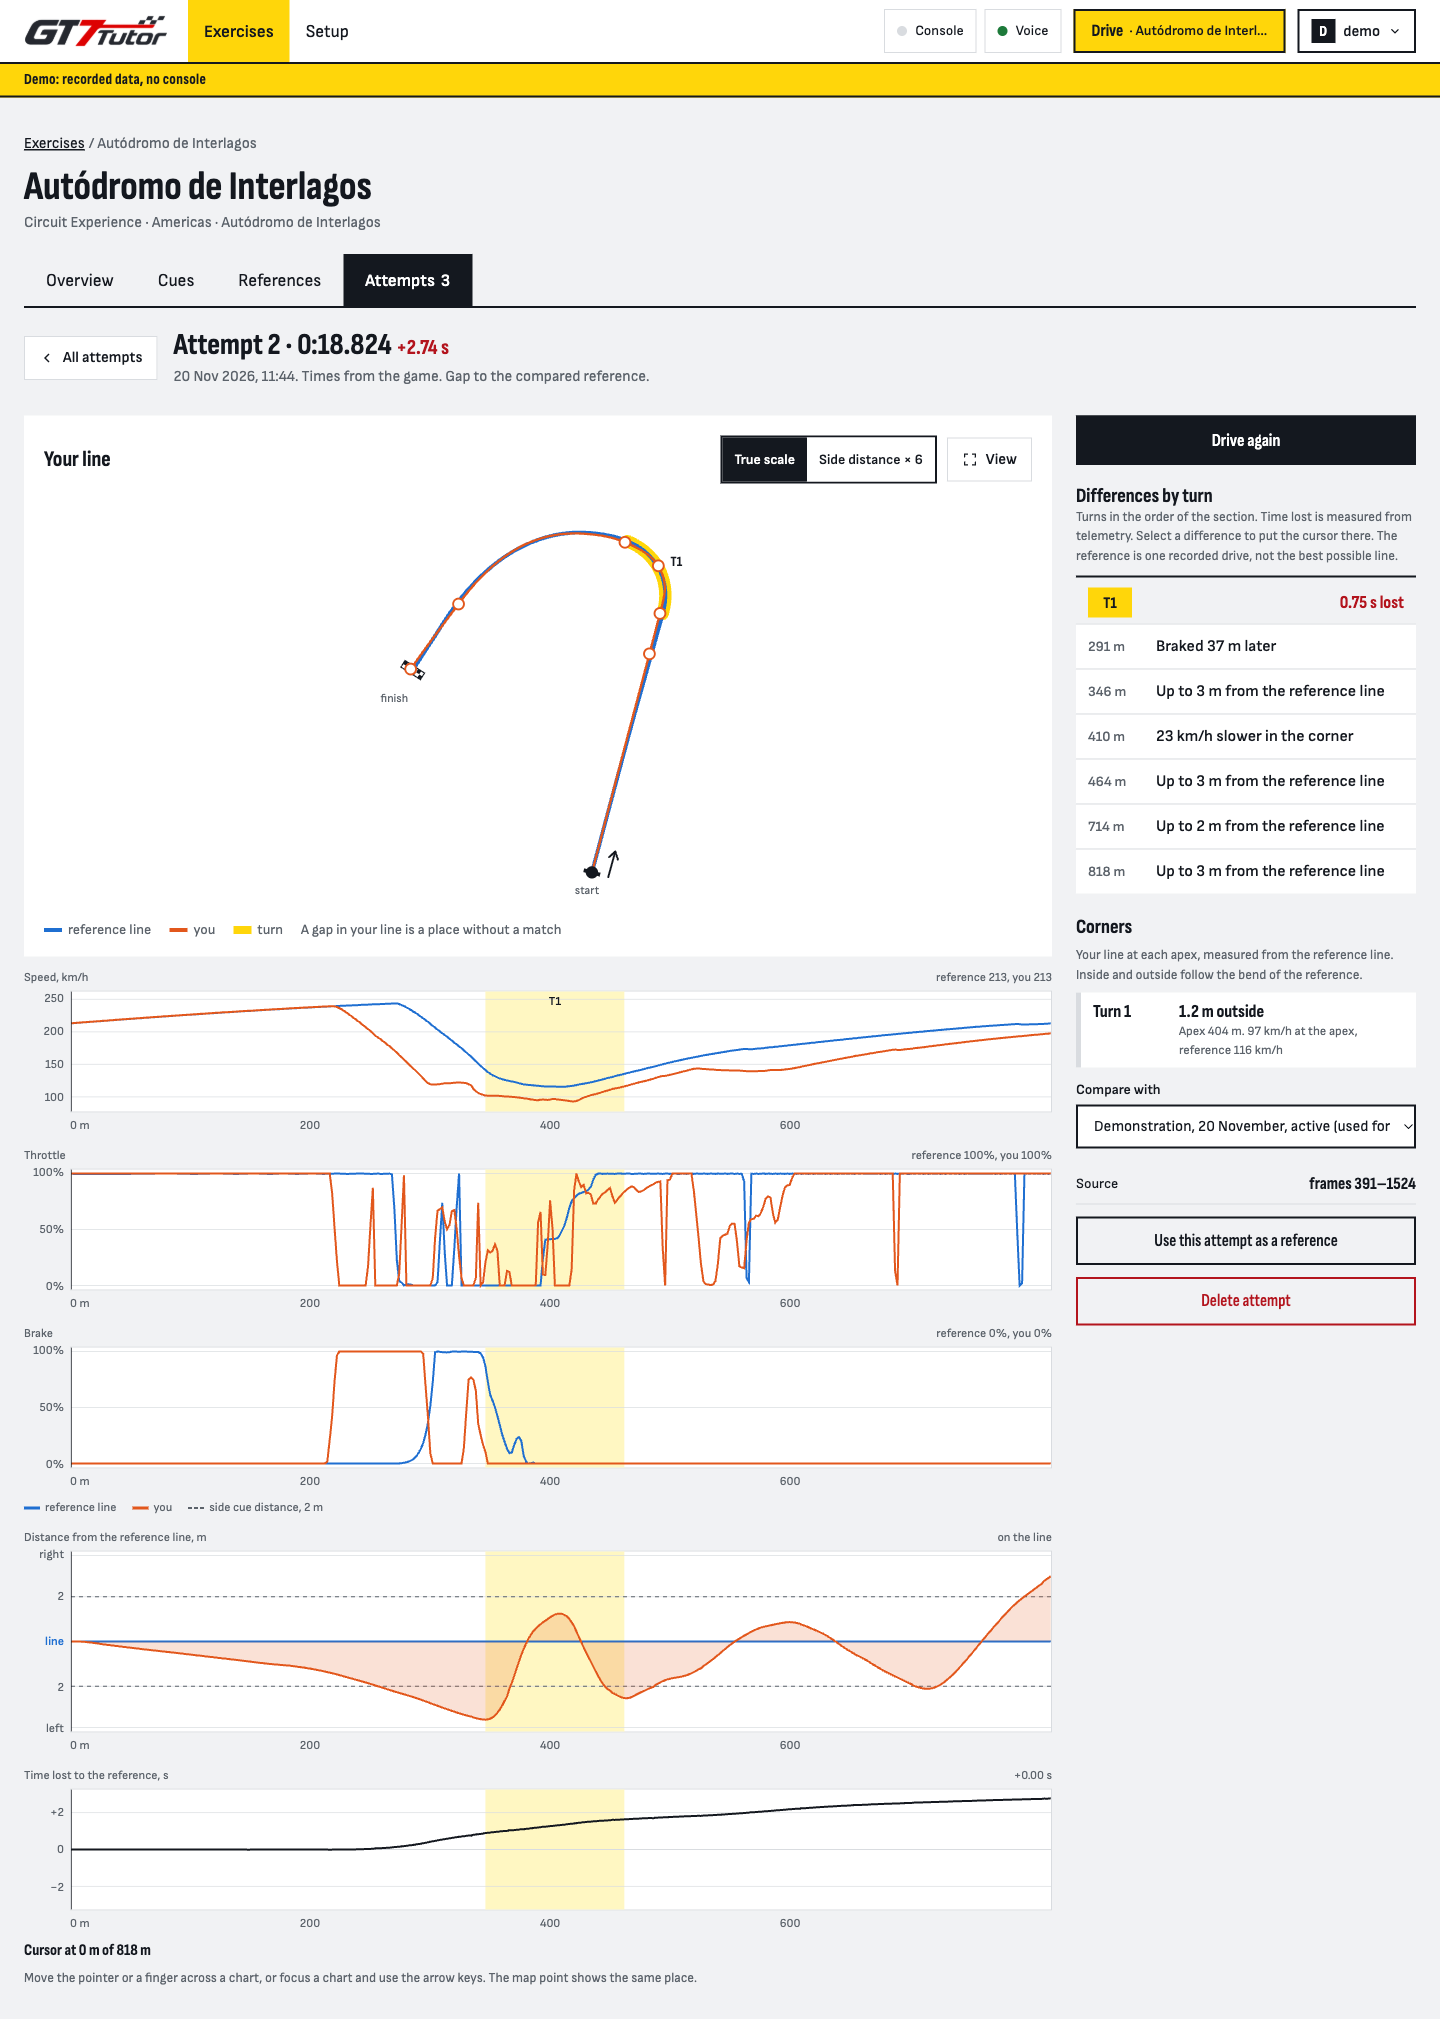 GT7Tutor
Exercises
Setup
Console
Voice
Drive · Autódromo de Interl...
D demo
Demo: recorded data, no console
Exercises / Autódromo de Interlagos
Autódromo de Interlagos
Circuit Experience · Americas · Autódromo de Interlagos
Overview
Cues
References
Attempts 3
All attempts
Attempt 2 · 0:18.824 +2.74 s
20 Nov 2026, 11:44. Times from the game. Gap to the compared reference.
Your line
True scale
Side distance × 6
View
T1
finish
start
reference line
you
turn
A gap in your line is a place without a match
Speed, km/h
reference 213, you 213
250
200
150
100
T1
0 m
200
400
600
Throttle
reference 100%, you 100%
100%
50%
0%
0 m
200
400
600
Brake
reference 0%, you 0%
100%
50%
0%
0 m
200
400
600
reference line
you
side cue distance, 2 m
Distance from the reference line, m
on the line
right
2
line
2
left
0 m
200
400
600
Time lost to the reference, s
+0.00 s
+2
0
−2
0 m
200
400
600
Cursor at 0 m of 818 m
Move the pointer or a finger across a chart, or focus a chart and use the arrow keys. The map point shows the same place.
Drive again
Differences by turn
Turns in the order of the section. Time lost is measured from
telemetry. Select a difference to put the cursor there. The
reference is one recorded drive, not the best possible line.
T1
0.75 s lost
291 m Braked 37 m later
346 m Up to 3 m from the reference line
410 m 23 km/h slower in the corner
464 m Up to 3 m from the reference line
714 m Up to 2 m from the reference line
818 m Up to 3 m from the reference line
Corners
Your line at each apex, measured from the reference line.
Inside and outside follow the bend of the reference.
Turn 1
1.2 m outside
Apex 404 m. 97 km/h at the apex,
reference 116 km/h
Compare with
Demonstration, 20 November, active (used for
Source
frames 391–1524
Use this attempt as a reference
Delete attempt